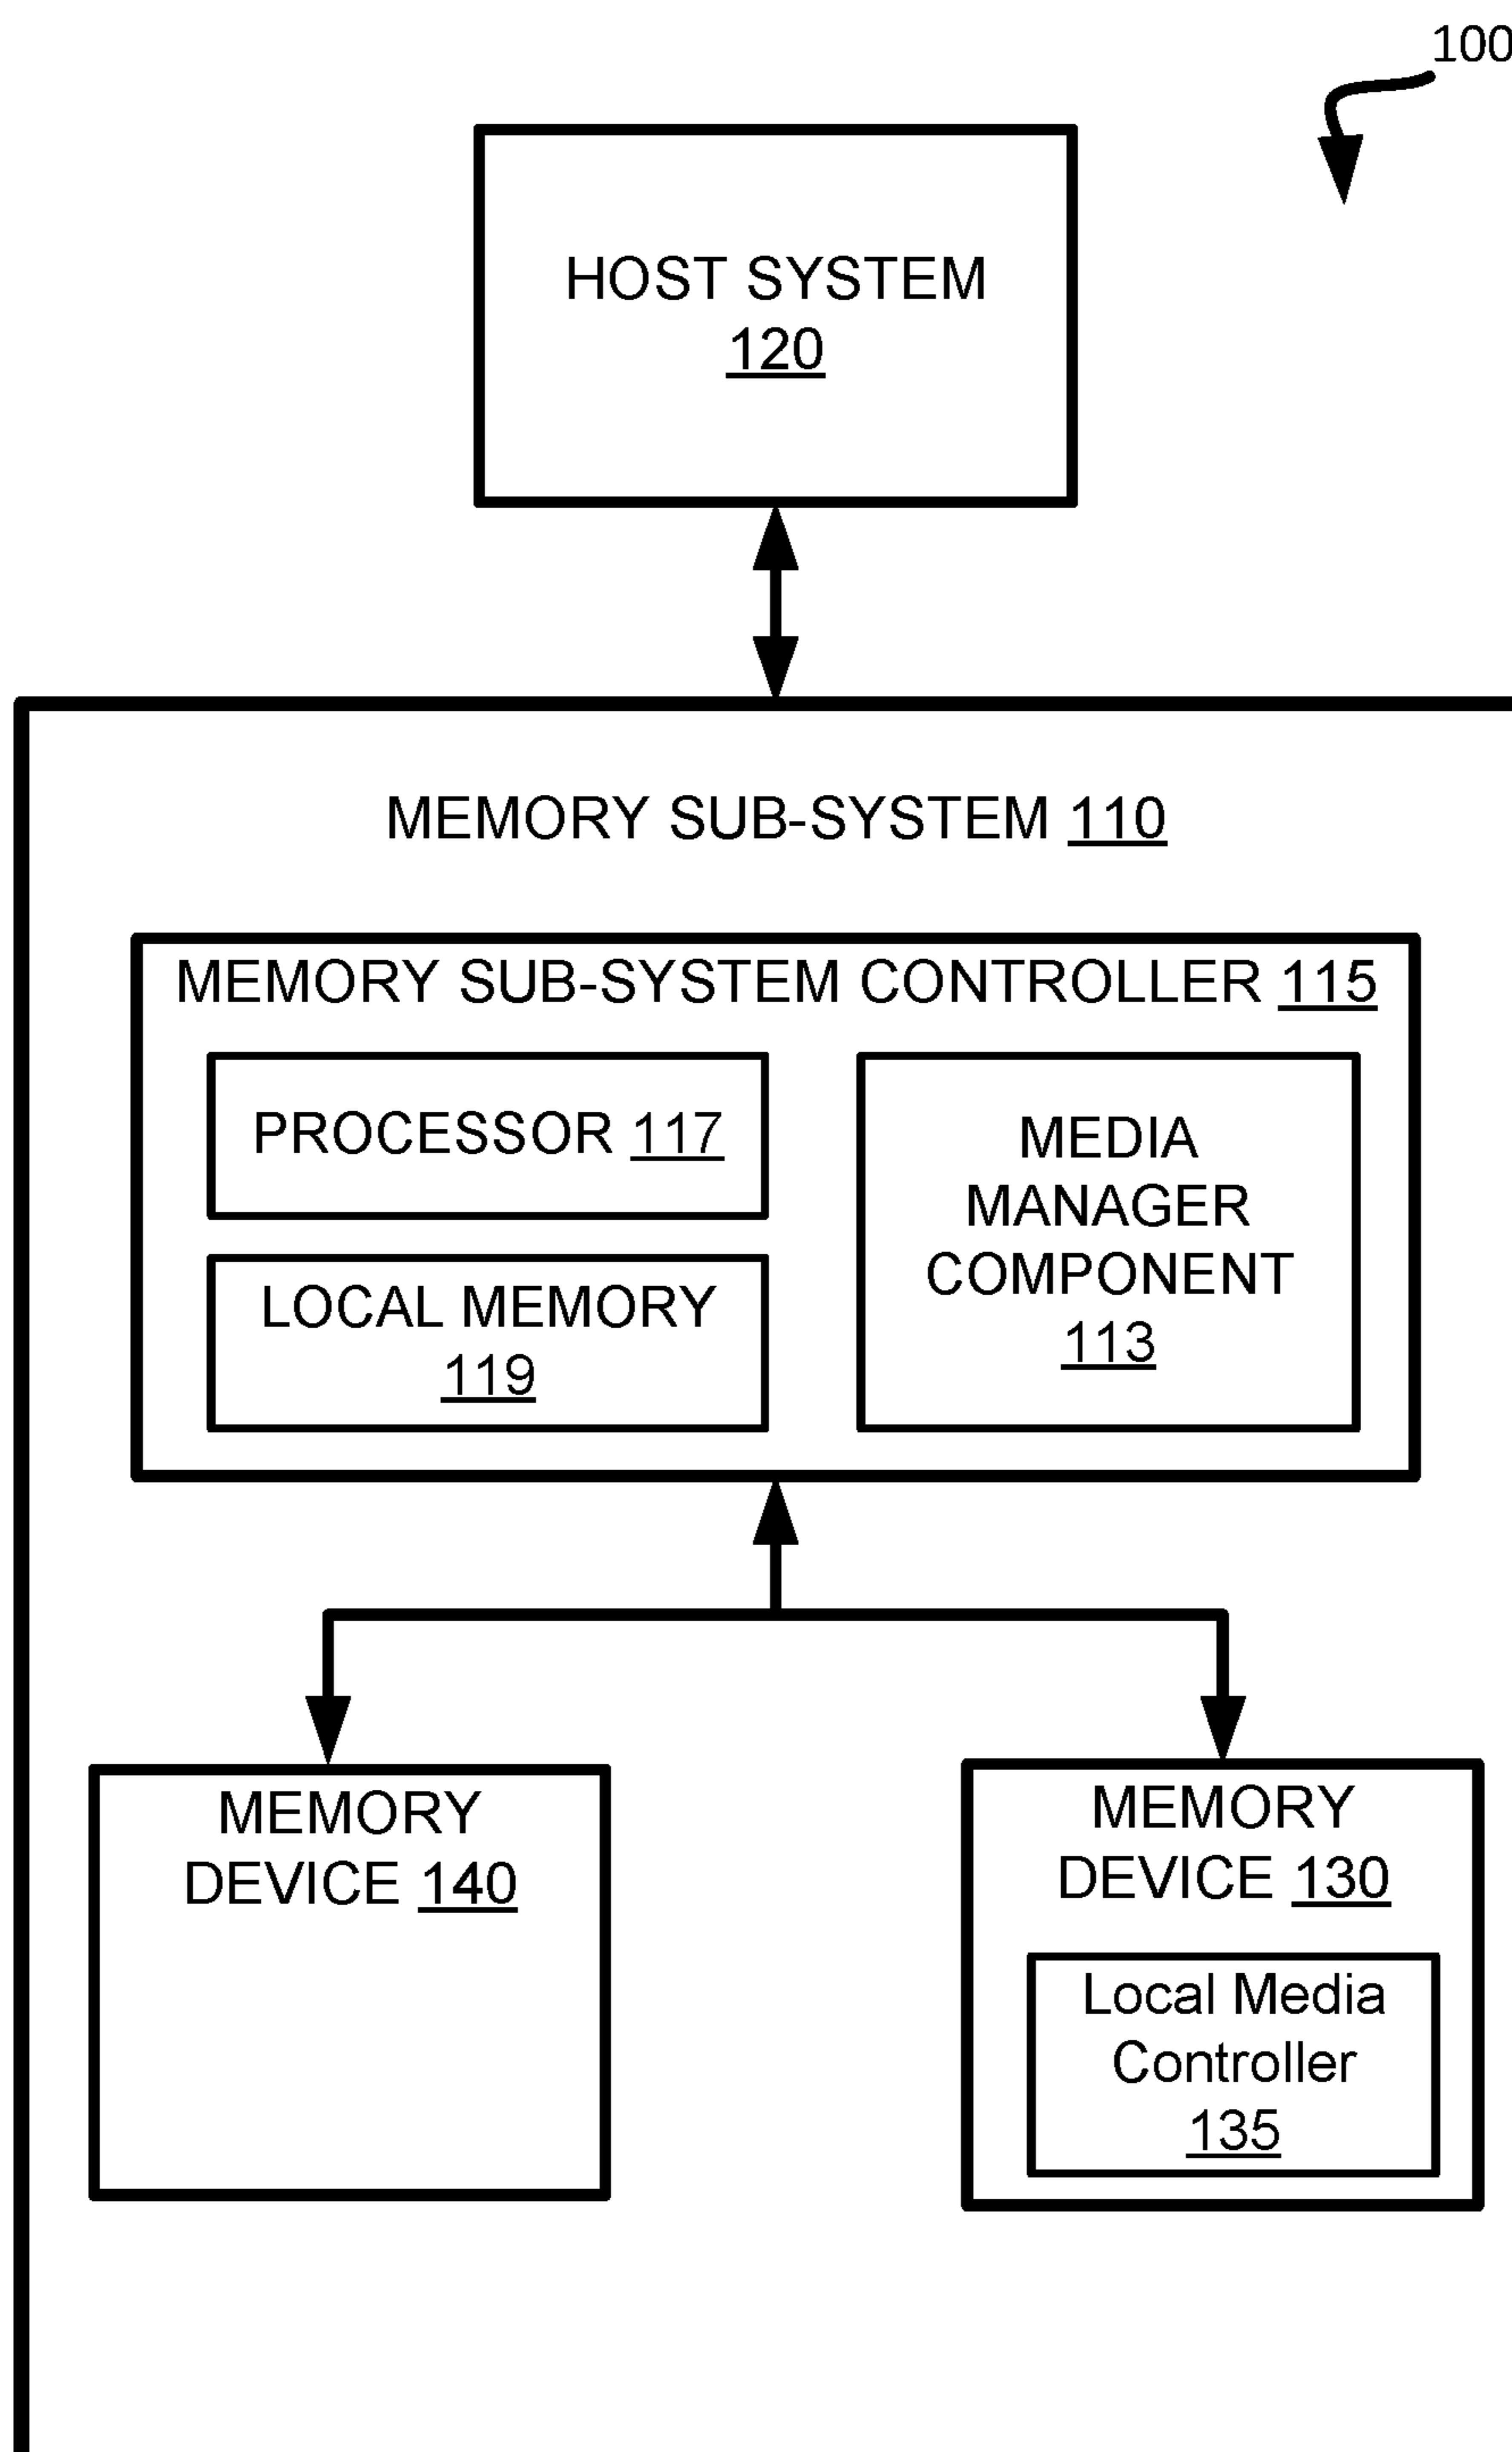 100
HOST SYSTEM
120
MEMORY SUB-SYSTEM 110
MEMORY SUB-SYSTEM CONTROLLER 115
PROCESSOR 117
LOCAL MEMORY
119
MEDIA
MANAGER
COMPONENT
113
MEMORY
DEVICE 140
MEMORY
DEVICE 130
Local Media
Controller
135